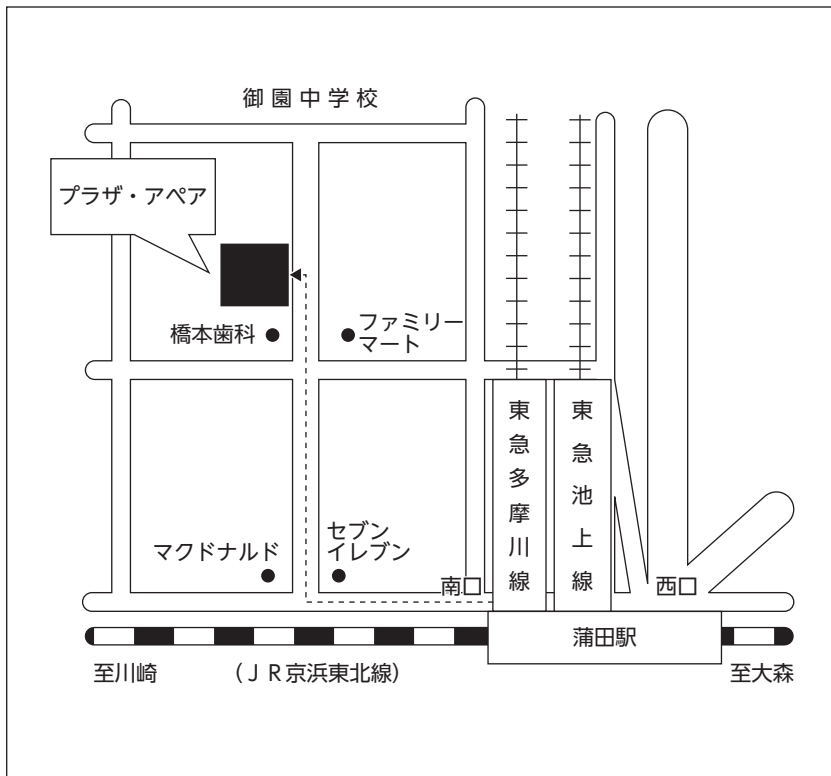 御園中学校
プラザ・アペア
橋本歯科
ファミリー
マート
東急多摩川線
東急池上線
マクドナルド
セブン
イレブン
南口
西口
蒲田駅
至川崎
（ＪＲ京浜東北線）
至大森